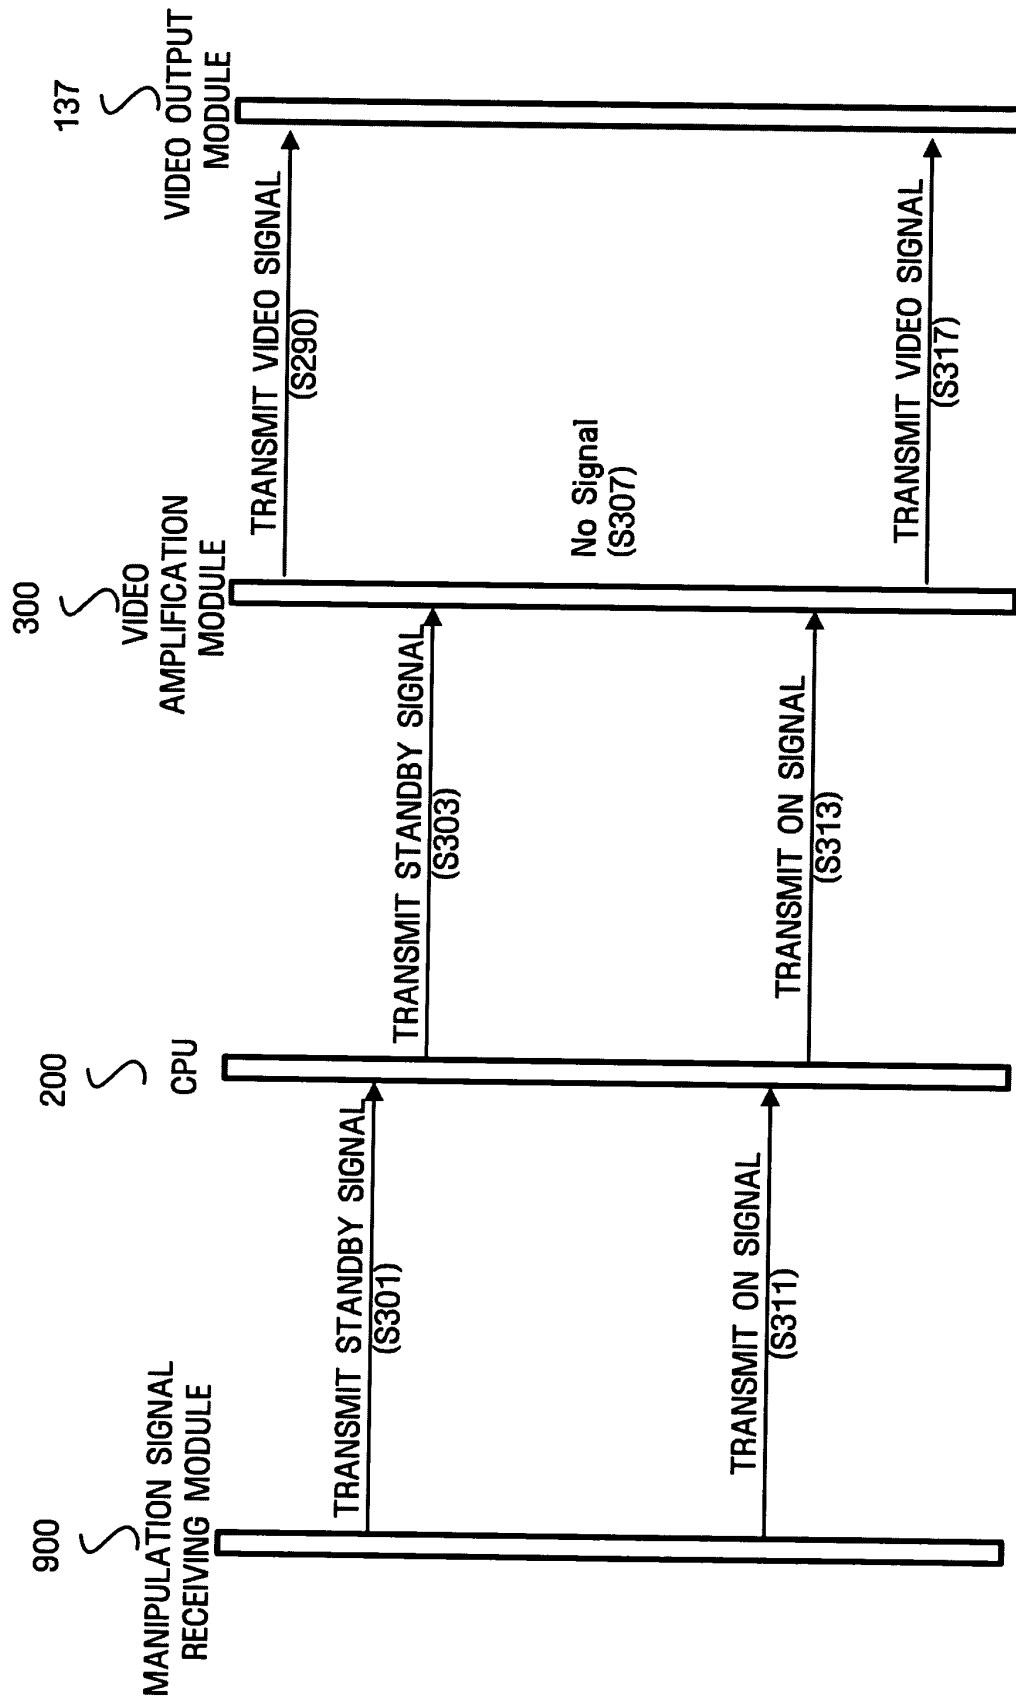 900
MANIPULATION SIGNAL
RECEIVING MODULE
200
CPU
300
VIDEO
AMPLIFICATION
MODULE
137
VIDEO OUTPUT
MODULE
TRANSMIT VIDEO SIGNAL
(S290)
TRANSMIT STANDBY SIGNAL
(S301)
TRANSMIT STANDBY SIGNAL
(S303)
No Signal
(S307)
TRANSMIT ON SIGNAL
(S311)
TRANSMIT ON SIGNAL
(S313)
TRANSMIT VIDEO SIGNAL
(S317)